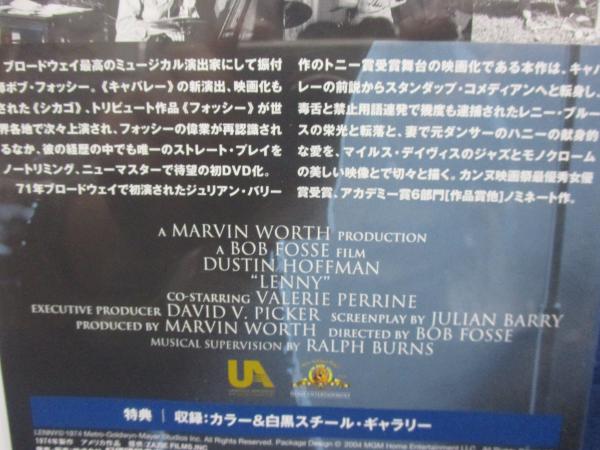 ブロードウェイ最高のミュージカル演出家にして振付
師ボブ・フォッシー。《キャバレー》の新演出、映画化も
された《シカゴ》、トリビュート作品《フォッシー》が世
界各地で次々上演され、フォッシーの偉業が再認識され
るなか、彼の経歴の中でも唯一のストレート・プレイを
ノートリミング、ニューマスターで待望の初DVD化。
71年ブロードウェイで初演されたジュリアン・バリー
作のトニー賞受賞舞台の映画化である本作は、キャバ
レーの前説からスタンダップ・コメディアンへと転身し、
毒舌と禁止用語連発で幾度も逮捕されたレニー・ブルー
スの栄光と転落と、妻で元ダンサーのハニーの献身的
な愛を、マイルス・デイヴィスのジャズとモノクローム
の美しい映像とで切々と描く。カンヌ映画祭最優秀女優
賞受賞、アカデミー賞6部門[作品賞他]ノミネート作。
A MARVIN WORTH PRODUCTION
A BOB FOSSE FILM
DUSTIN HOFFMAN
"LENNY"
CO-STARRING VALERIE PERRINE
EXECUTIVE PRODUCER DAVID V. PICKER SCREENPLAY BY JULIAN BARRY
PRODUCED BY MARVIN WORTH DIRECTED BY BOB FOSSE
MUSICAL SUPERVISION BY RALPH BURNS
UA
特典 | 収録:カラー&白黒スチール・ギャラリー
LENNY©1974 Metro-Goldwyn-Mayer Studios Inc. All Rights Reserved. Package Design © 2004 MGM Home Entertainment LLC.
1974年製作 アメリカ作品